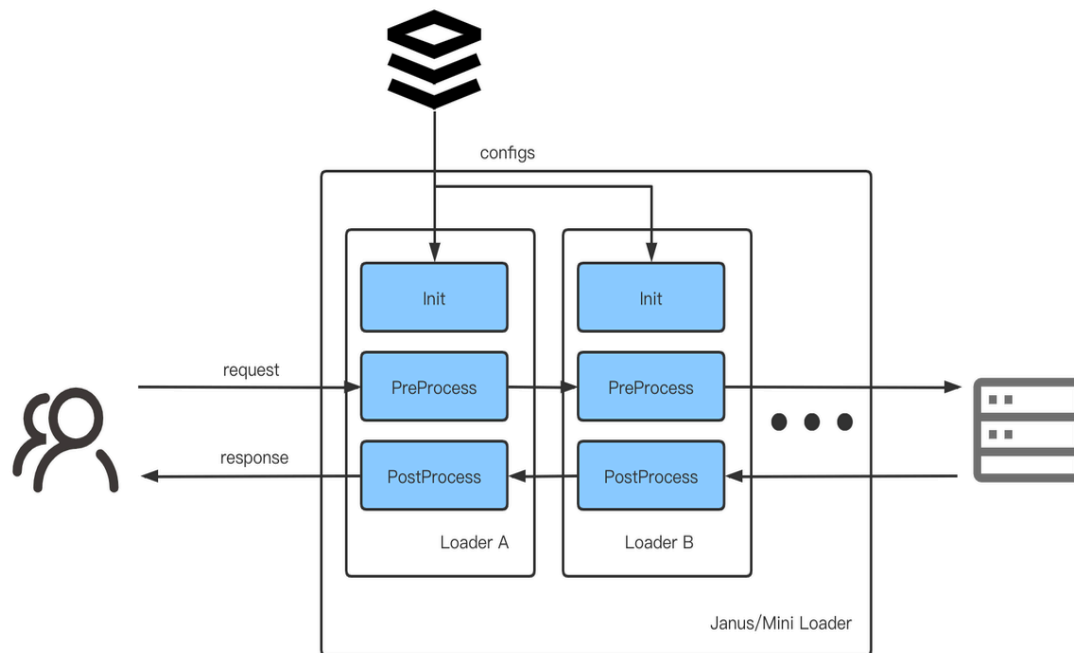 configs
Init
Init
request
PreProcess
PreProcess
response
PostProcess
PostProcess
Loader A
Loader B
Janus/Mini Loader